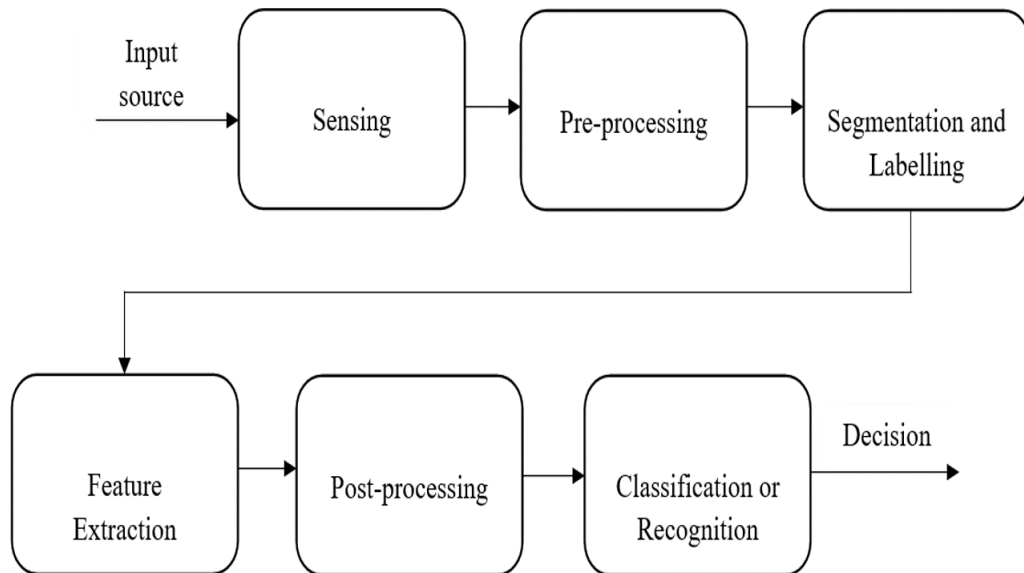 Input
source
Sensing
Pre-processing
Segmentation and
Labelling
Feature
Extraction
Post-processing
Classification or
Recognition
Decision